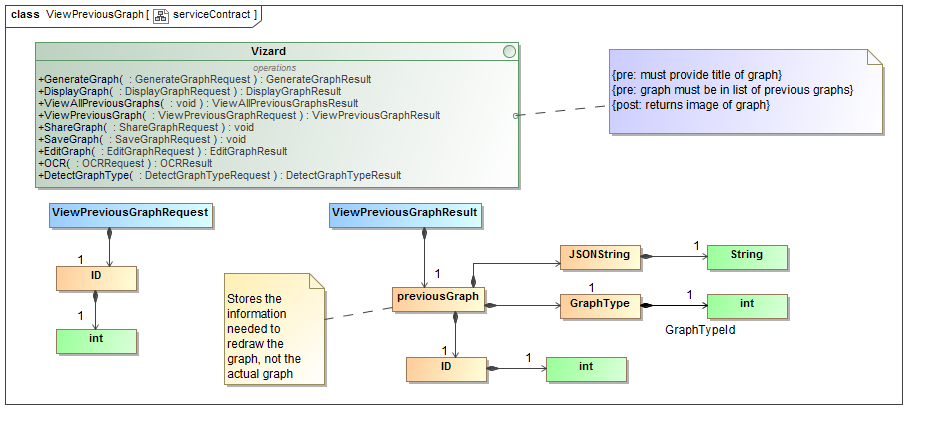 class ViewPreviousGraph [ serviceContract ]
Vizard
operations
+GenerateGraph( : GenerateGraphRequest ) : GenerateGraphResult
+DisplayGraph( : DisplayGraphRequest ) : DisplayGraphResult
+ViewAllPreviousGraphs( : void ) : ViewAllPreviousGraphsResult
+ViewPreviousGraph( : ViewPreviousGraphRequest ) : ViewPreviousGraphResult
+ShareGraph( : ShareGraphRequest ) : void
+SaveGraph( : SaveGraphRequest ) : void
+EditGraph( : EditGraphRequest ) : EditGraphResult
+OCR( : OCRRequest ) : OCRResult
+DetectGraphType( : DetectGraphTypeRequest ) : DetectGraphTypeResult
{pre: must provide title of graph}
{pre: graph must be in list of previous graphs}
{post: returns image of graph}
ViewPreviousGraphRequest
1
ID
1
int
ViewPreviousGraphResult
1
previousGraph
JSONString
1
String
1
GraphType
1
int
GraphTypeId
1
ID
1
int
Stores the
information
needed to
redraw the
graph, not the
actual graph